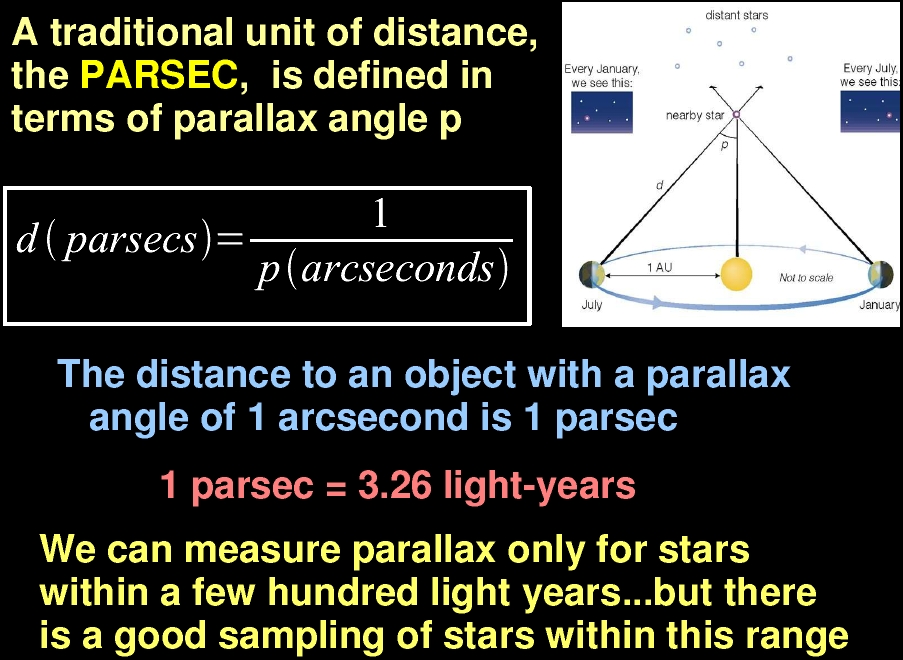 A traditional unit of distance,
the PARSEC, is defined in
terms of parallax angle p
d ( parsecs ) = 1 / p (arcseconds)
distant stars
Every January,
we see this:
Every July,
we see this:
nearby star
p
d
1 AU
Not to scale
July
January
The distance to an object with a parallax
angle of 1 arcsecond is 1 parsec
1 parsec = 3.26 light-years
We can measure parallax only for stars
within a few hundred light years...but there
is a good sampling of stars within this range